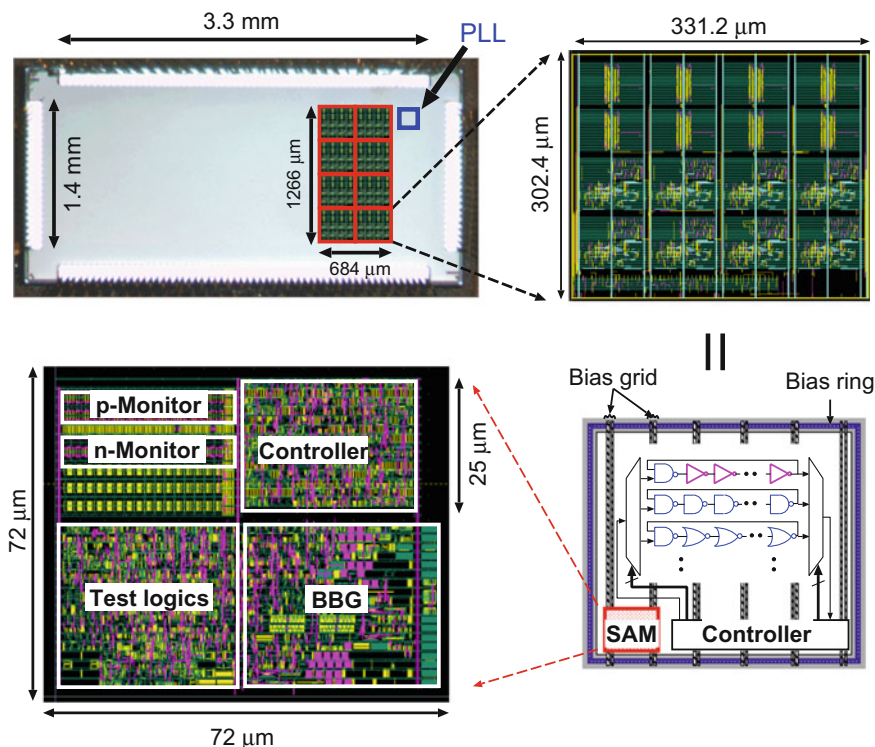 3.3 mm
PLL
331.2 μm
1.4 mm
1266 μm
684 μm
302.4 μm
Bias grid
Bias ring
p-Monitor
n-Monitor
Controller
25 μm
72 μm
Test logics
BBG
SAM
Controller
72 μm